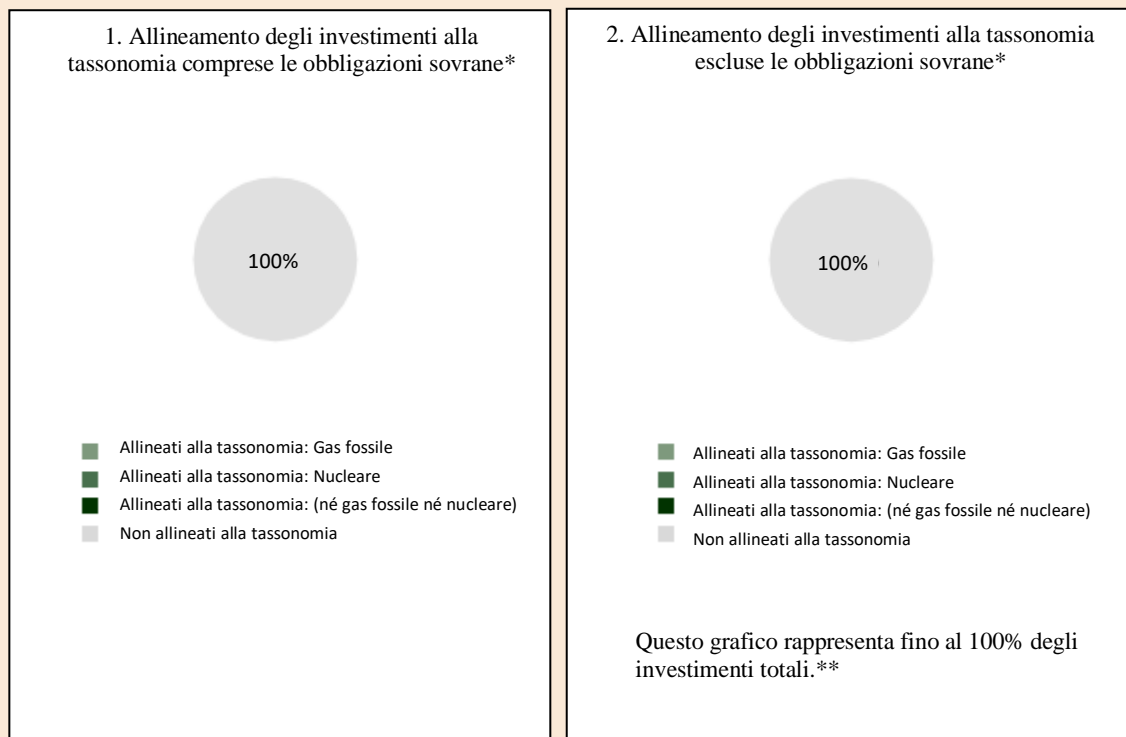 1. Allineamento degli investimenti alla
tassonomia comprese le obbligazioni sovrane*
100%
Allineati alla tassonomia: Gas fossile
Allineati alla tassonomia: Nucleare
Allineati alla tassonomia: (né gas fossile né nucleare)
Non allineati alla tassonomia
2. Allineamento degli investimenti alla tassonomia
escluse le obbligazioni sovrane*
100%
Allineati alla tassonomia: Gas fossile
Allineati alla tassonomia: Nucleare
Allineati alla tassonomia: (né gas fossile né nucleare)
Non allineati alla tassonomia
Questo grafico rappresenta fino al 100% degli
investimenti totali.**